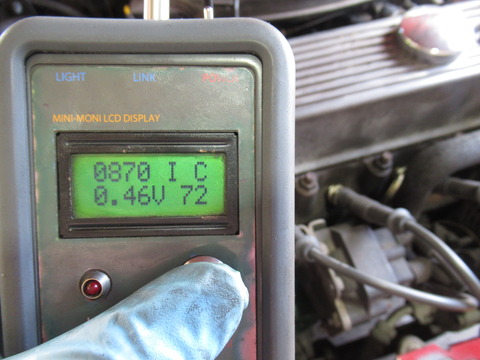 LIGHT LINK
MINI-MONI LCD DISPLAY
0870 I C
0.46V 72